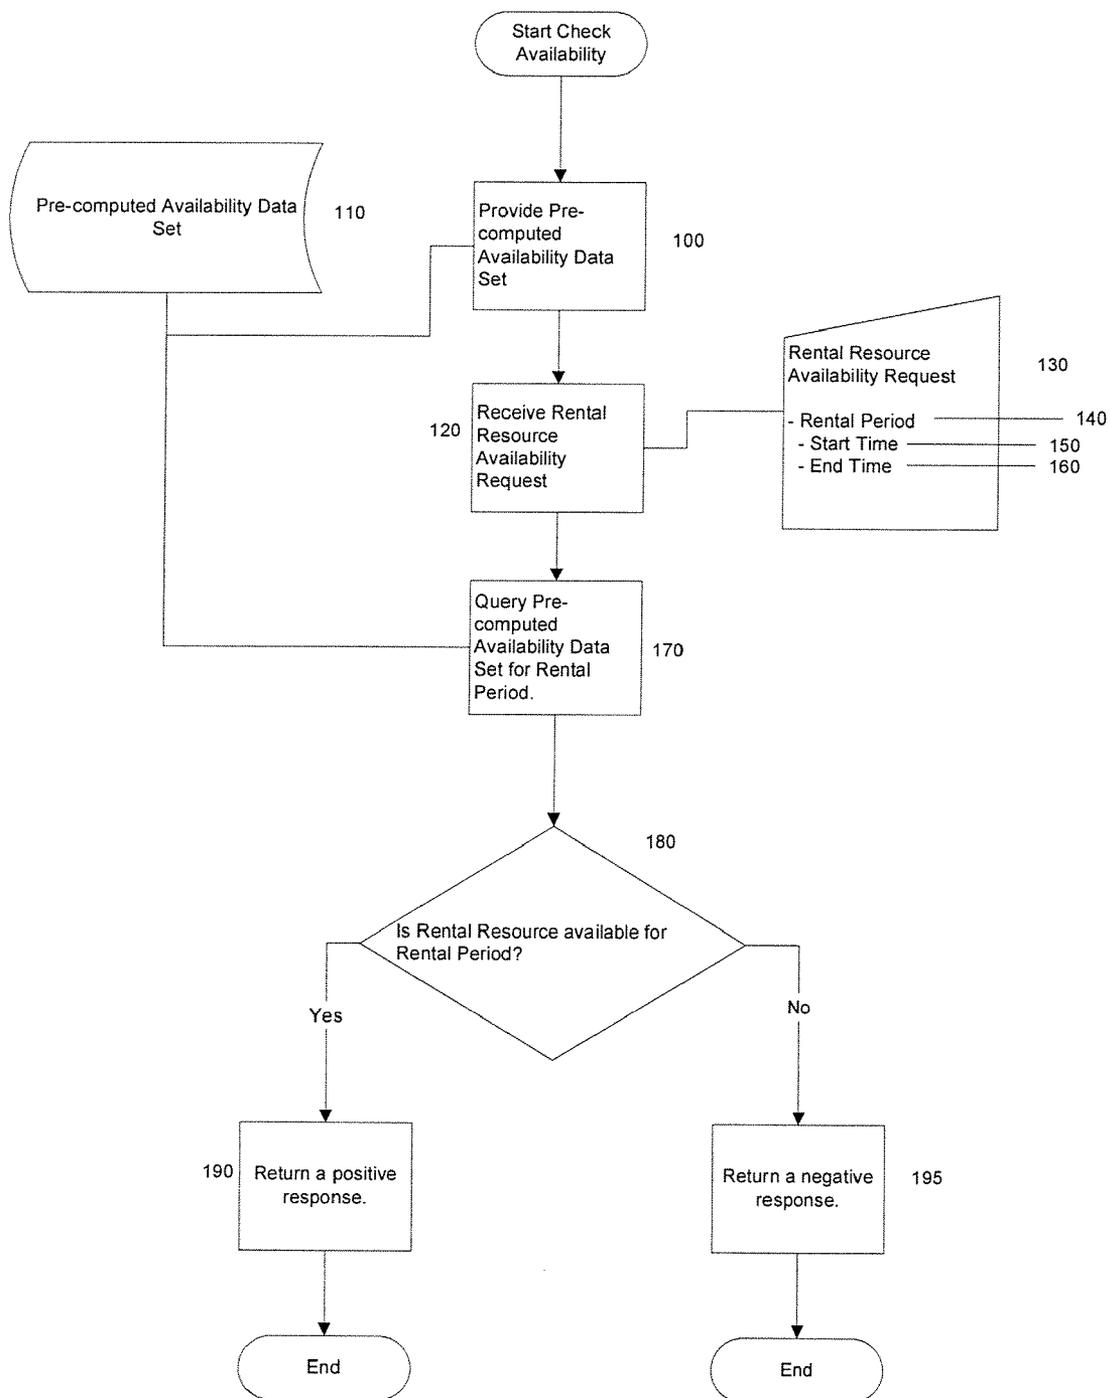 Start Check
Availability
Pre-computed Availability Data
Set
110
Provide Pre-
computed
Availability Data
Set
100
Rental Resource
Availability Request
- Rental Period
- Start Time
- End Time
130
140
150
160
120
Receive Rental
Resource
Availability
Request
Query Pre-
computed
Availability Data
Set for Rental
Period.
170
180
Is Rental Resource available for
Rental Period?
Yes
No
190
Return a positive
response.
Return a negative
response.
195
End
End